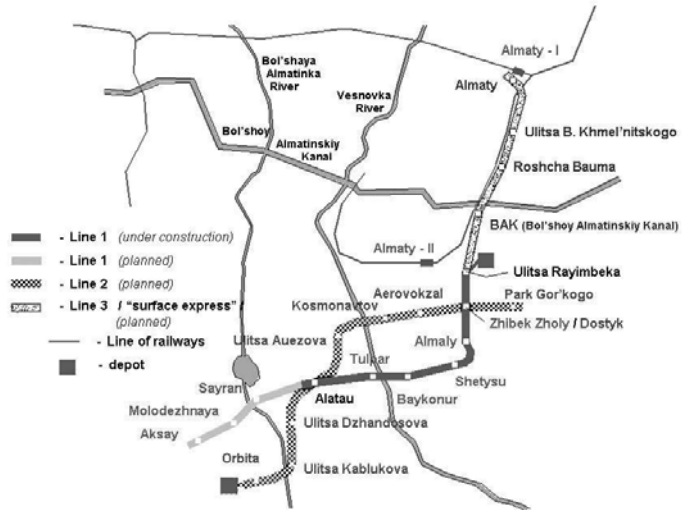 Bol'shaya
Almatinka
River
Vesnovka
River
Almaty - I
Almaty
Bol'shoy
Almatinskiy
Kanal
Ulitsa B. Khmel'nitskogo
Roshcha Bauma
BAK (Bol'shoy Almatinskiy Kanal)
- Line 1 (under construction)
- Line 1 (planned)
- Line 2 (planned)
- Line 3 / "surface express" /
(planned)
- Line of railways
- depot
Almaty - II
Ulitsa Rayimbeka
Aerovokzal
Park Gor'kogo
Kosmonavtov
Zhibek Zholy / Dostyk
Ulitsa Auezova
Almaly
Tulpar
Shetysu
Sayran
Alatau
Baykonur
Molodezhnaya
Aksay
Ulitsa Dzhandosova
Orbita
Ulitsa Kablukova